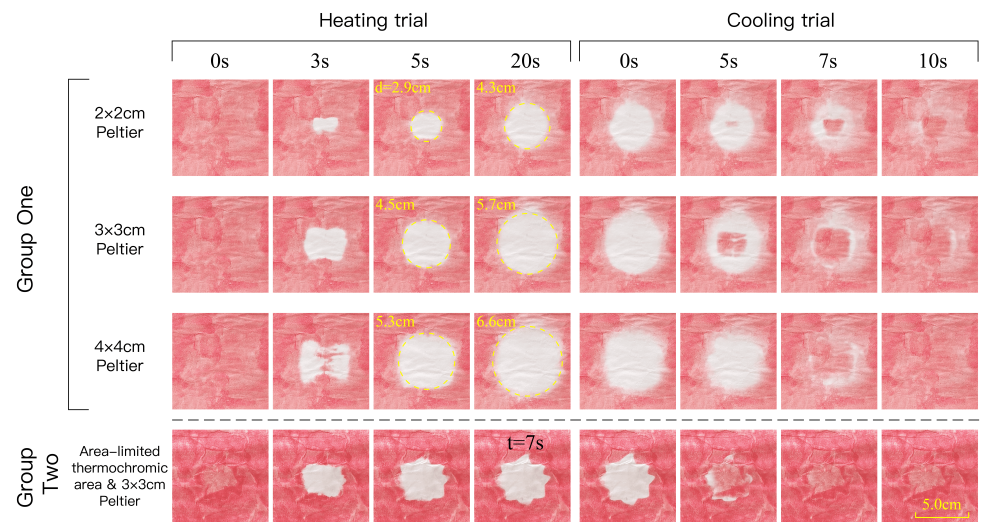 Heating trial
Cooling trial
0s 3s 5s 20s 0s 5s 7s 10s
Group One
2×2cm
Peltier
d=2.9cm
4.3cm
3×3cm
Peltier
4.5cm
5.7cm
4×4cm
Peltier
5.3cm
6.6cm
Group
Two
Area-limited
thermochromic
area & 3×3cm
Peltier
t=7s
5.0cm